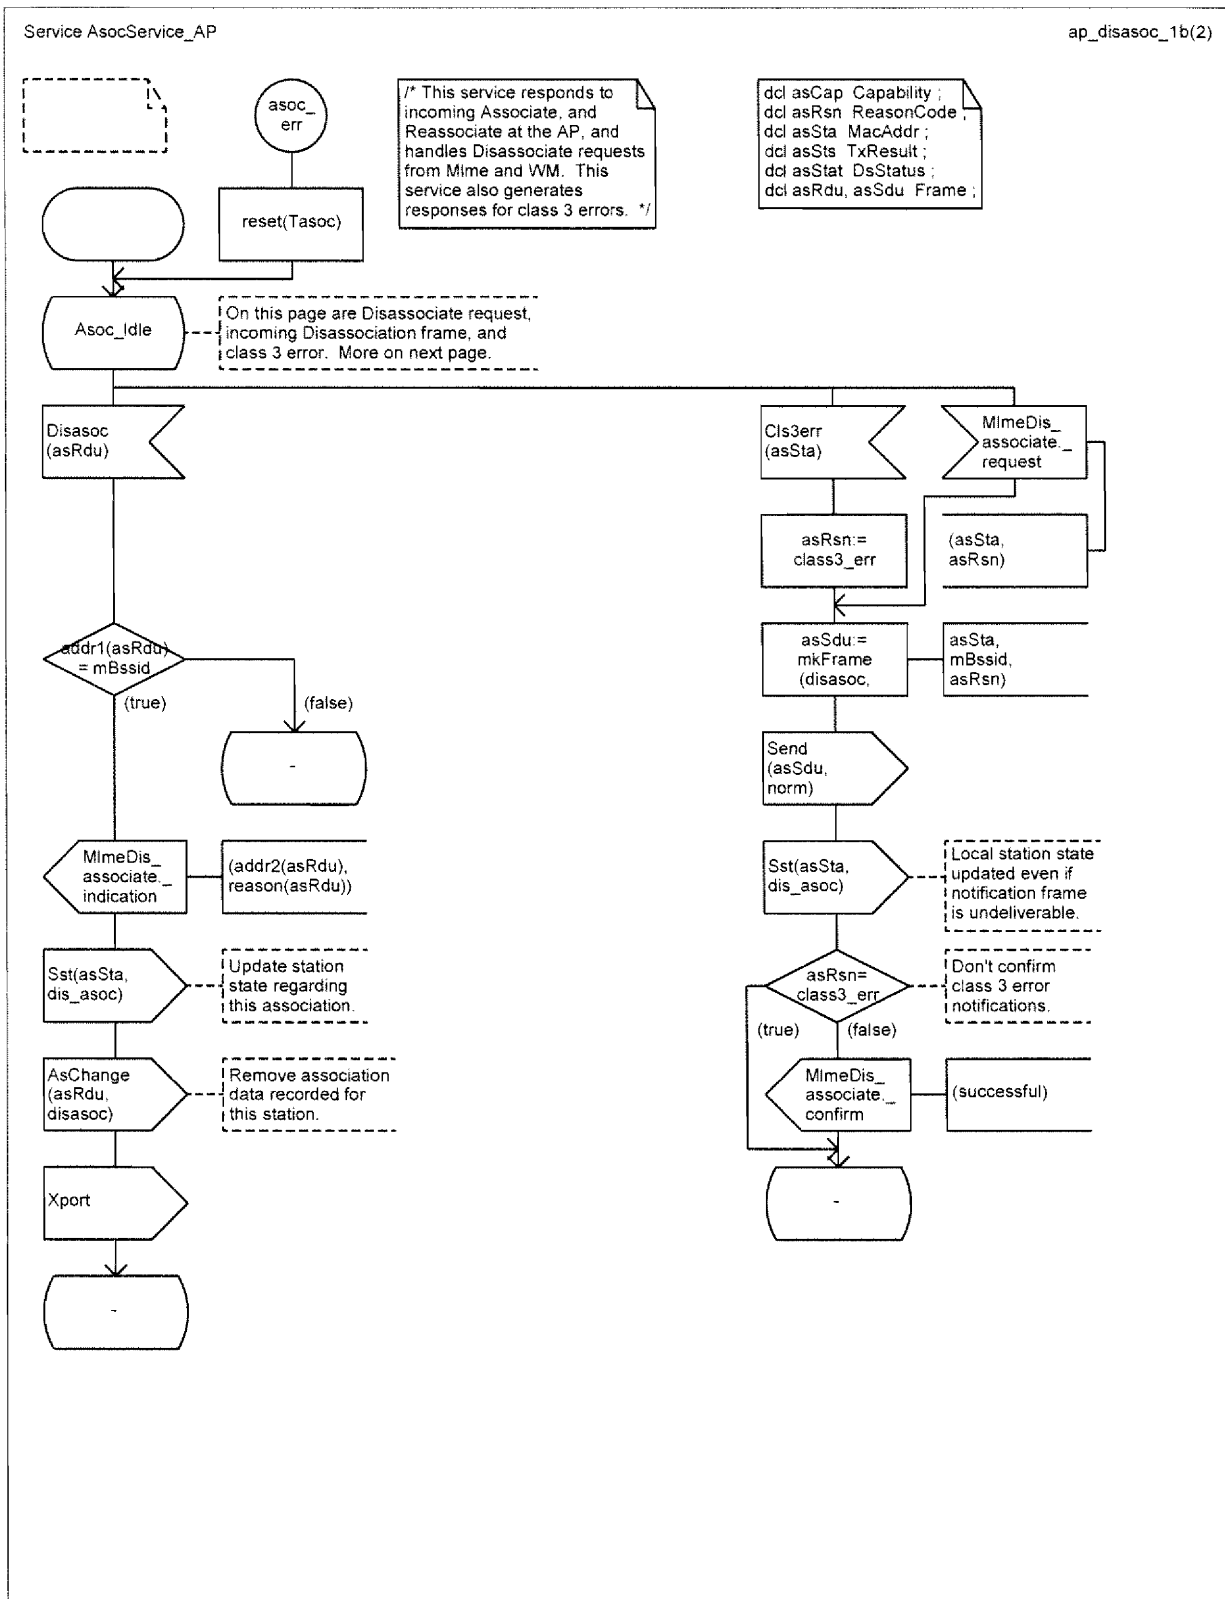 Service AsocService_AP
ap_disasoc_1b(2)
asoc_
err
/* This service responds to
incoming Associate, and
Reassociate at the AP, and
handles Disassociate requests
from Mlme and WM. This
service also generates
responses for class 3 errors. */
dcl asCap Capability ;
dcl asRsn ReasonCode ;
dcl asSta MacAddr ;
dcl asSts TxResult ;
dcl asStat DsStatus ;
dcl asRdu, asSdu Frame ;
reset(Tasoc)
Asoc_Idle
On this page are Disassociate request,
incoming Disassociation frame, and
class 3 error. More on next page.
Disasoc
(asRdu)
Cls3err
(asSta)
MlmeDis_
associate._
request
asRsn:=
class3_err
(asSta,
asRsn)
addr1(asRdu)
= mBssid
(true)
(false)
-
asSdu:=
mkFrame
(disasoc,
asSta,
mBssid,
asRsn)
Send
(asSdu,
norm)
MlmeDis_
associate._
indication
(addr2(asRdu),
reason(asRdu))
Sst(asSta,
dis_asoc)
Local station state
updated even if
notification frame
is undeliverable.
Sst(asSta,
dis_asoc)
Update station
state regarding
this association.
asRsn=
class3_err
Don't confirm
class 3 error
notifications.
(true)
(false)
AsChange
(asRdu,
disasoc)
Remove association
data recorded for
this station.
MlmeDis_
associate._
confirm
(successful)
Xport
-
-